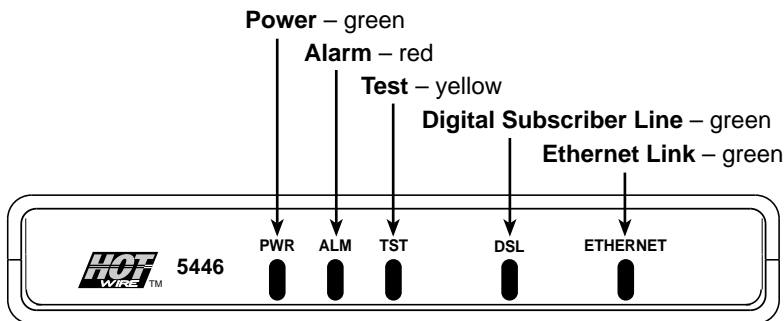 Power – green
Alarm – red
Test – yellow
Digital Subscriber Line – green
Ethernet Link – green
PWR ALM TST DSL ETHERNET
HOT WIRE TM 5446